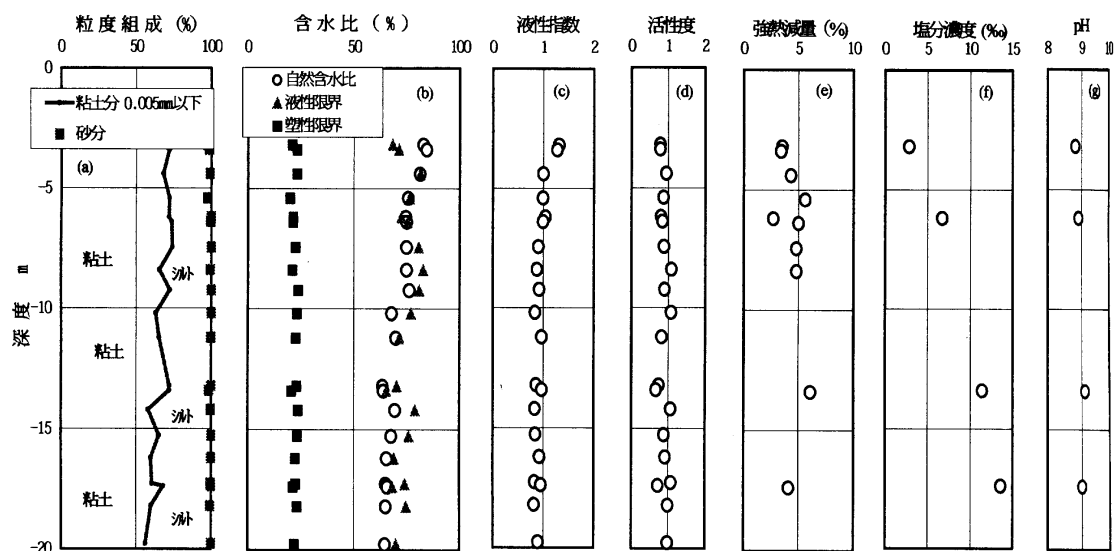 粒度組成 (%)
含水比 (%)
液性指数
活性度
強熱減量 (%)
塩分濃度 (‰)
pH
0 50 100
0 50 100
0 1 2
0 1 2
0 5 10
0 5 10 15
8 9 10
0
-5
-10
-15
-20
深度 m
粘土分 0.005mm以下
砂分
(a)
粘土
シルト
粘土
シルト
粘土
シルト
自然含水比
液性限界
塑性限界
(b)
(c)
(d)
(e)
(f)
(g)